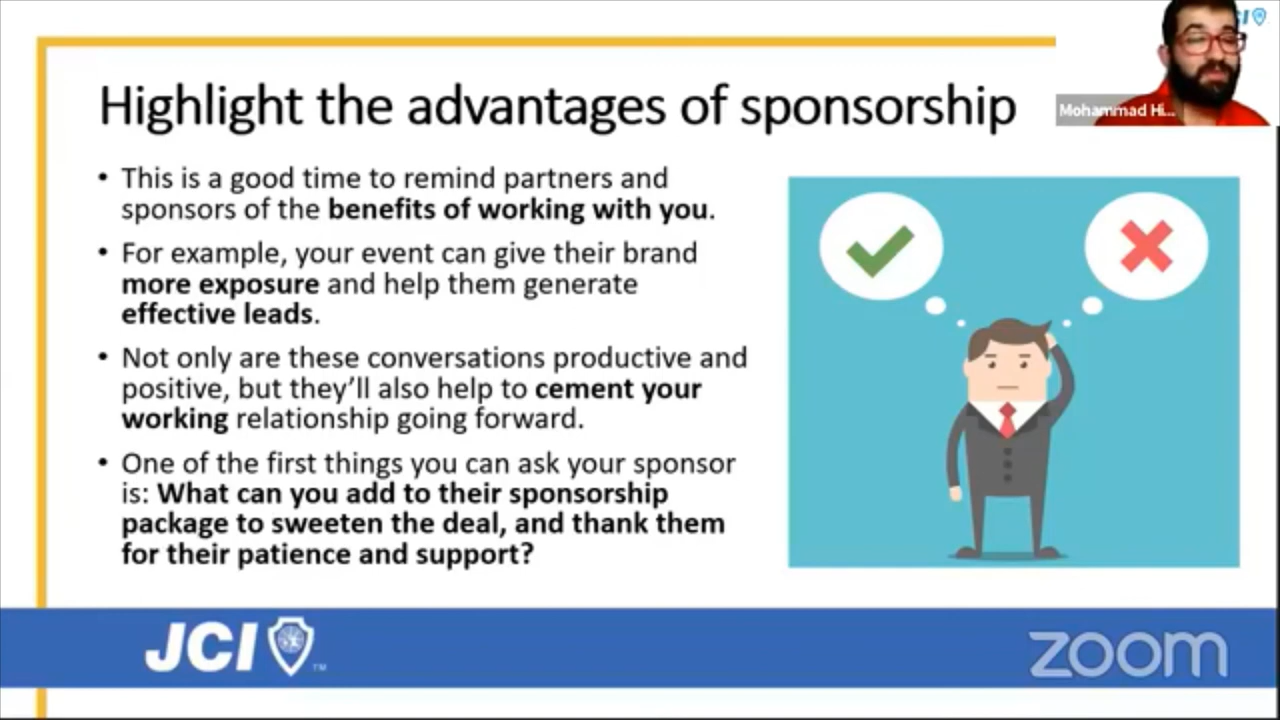 Highlight the advantages of sponsorship
Mohammad Hi...
• This is a good time to remind partners and
sponsors of the benefits of working with you.
• For example, your event can give their brand
more exposure and help them generate
effective leads.
• Not only are these conversations productive and
positive, but they’ll also help to cement your
working relationship going forward.
• One of the first things you can ask your sponsor
is: What can you add to their sponsorship
package to sweeten the deal, and thank them
for their patience and support?
JCI
TM
zoom